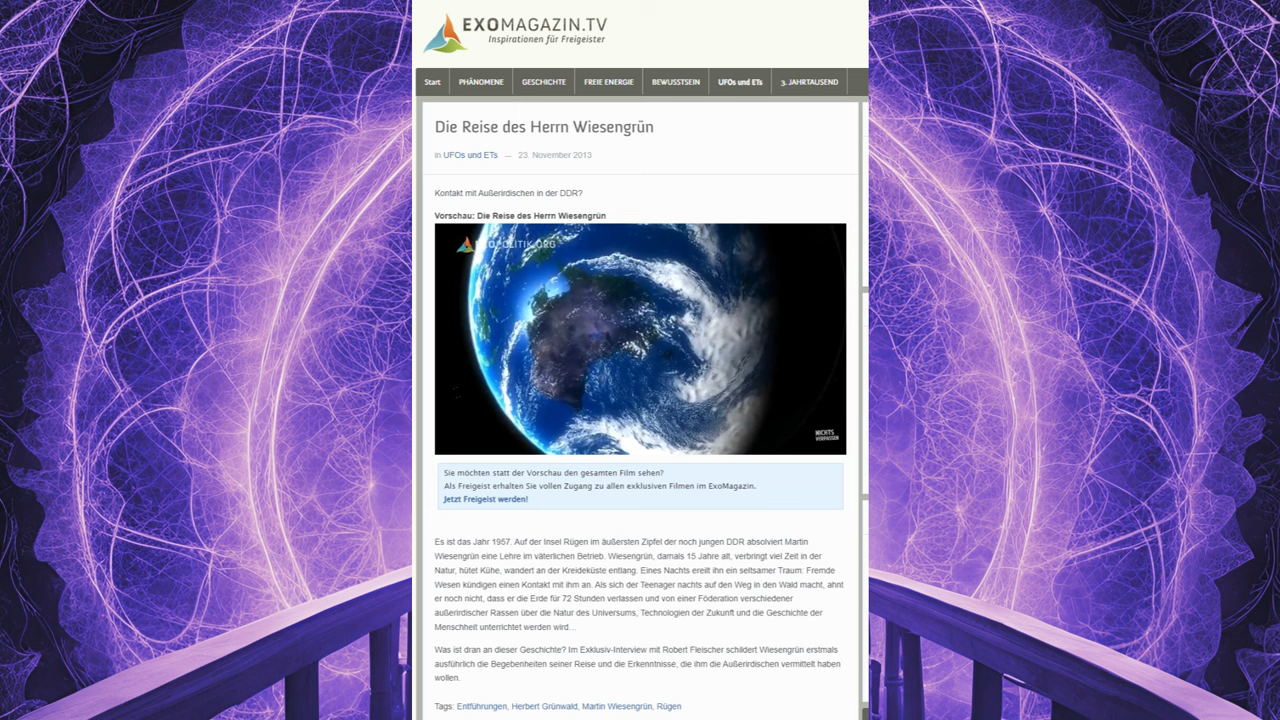 EXOMAGAZIN.TV
Inspirationen für Freigeister
Start PHÄNOMENE GESCHICHTE FREIE ENERGIE BEWUSSTSEIN UFOs und ETs 3. JAHRTAUSEND
Die Reise des Herrn Wiesengrün
in UFOs und ETs — 23. November 2013
Kontakt mit Außerirdischen in der DDR?
Vorschau: Die Reise des Herrn Wiesengrün
EXOPOLITIK.ORG
NICHTS
VERPASSEN
Sie möchten statt der Vorschau den gesamten Film sehen?
Als Freigeist erhalten Sie vollen Zugang zu allen exklusiven Filmen im ExoMagazin.
Jetzt Freigeist werden!
Es ist das Jahr 1957. Auf der Insel Rügen im äußersten Zipfel der noch jungen DDR absolviert Martin
Wiesengrün eine Lehre im väterlichen Betrieb. Wiesengrün, damals 15 Jahre alt, verbringt viel Zeit in der
Natur, hütet Kühe, wandert an der Kreideküste entlang. Eines Nachts ereilt ihn ein seltsamer Traum: Fremde
Wesen kündigen einen Kontakt mit ihm an. Als sich der Teenager nachts auf den Weg in den Wald macht, ahnt
er noch nicht, dass er die Erde für 72 Stunden verlassen und von einer Föderation verschiedener
außerirdischer Rassen über die Natur des Universums, Technologien der Zukunft und die Geschichte der
Menschheit unterrichtet werden wird…
Was ist dran an dieser Geschichte? Im Exklusiv-Interview mit Robert Fleischer schildert Wiesengrün erstmals
ausführlich die Begebenheiten seiner Reise und die Erkenntnisse, die ihm die Außerirdischen vermittelt haben
wollen.
Tags: Entführungen, Herbert Grünwald, Martin Wiesengrün, Rügen